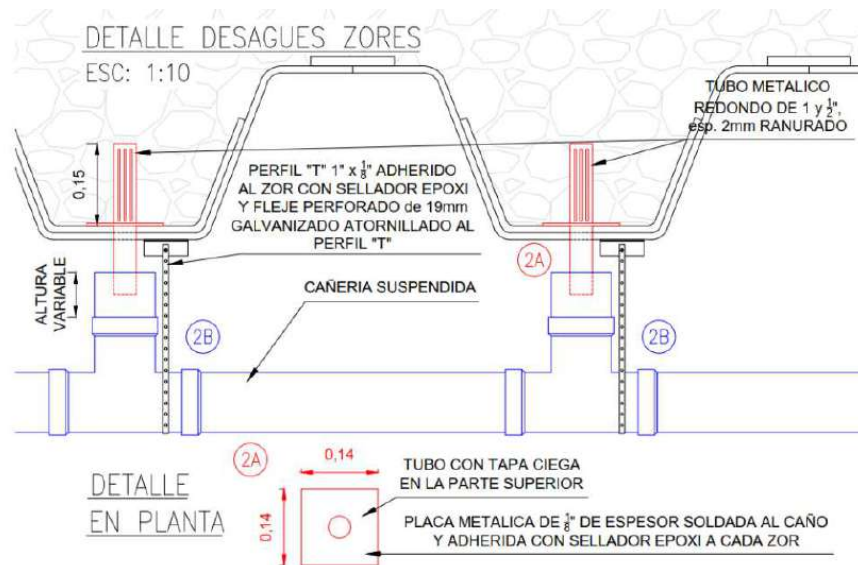 DETALLE DESAGUES ZORES
ESC: 1:10
TUBO METALICO
REDONDO DE 1 y 1/2",
esp. 2mm RANURADO
0,15
PERFIL "T" 1" x 1/8" ADHERIDO
AL ZOR CON SELLADOR EPOXI
Y FLEJE PERFORADO de 19mm
GALVANIZADO ATORNILLADO AL
PERFIL "T"
2A
ALTURA
VARIABLE
CAÑERIA SUSPENDIDA
2B
2B
2A
0,14
TUBO CON TAPA CIEGA
EN LA PARTE SUPERIOR
DETALLE
EN PLANTA
0,14
PLACA METALICA DE 1/8" DE ESPESOR SOLDADA AL CAÑO
Y ADHERIDA CON SELLADOR EPOXI A CADA ZOR